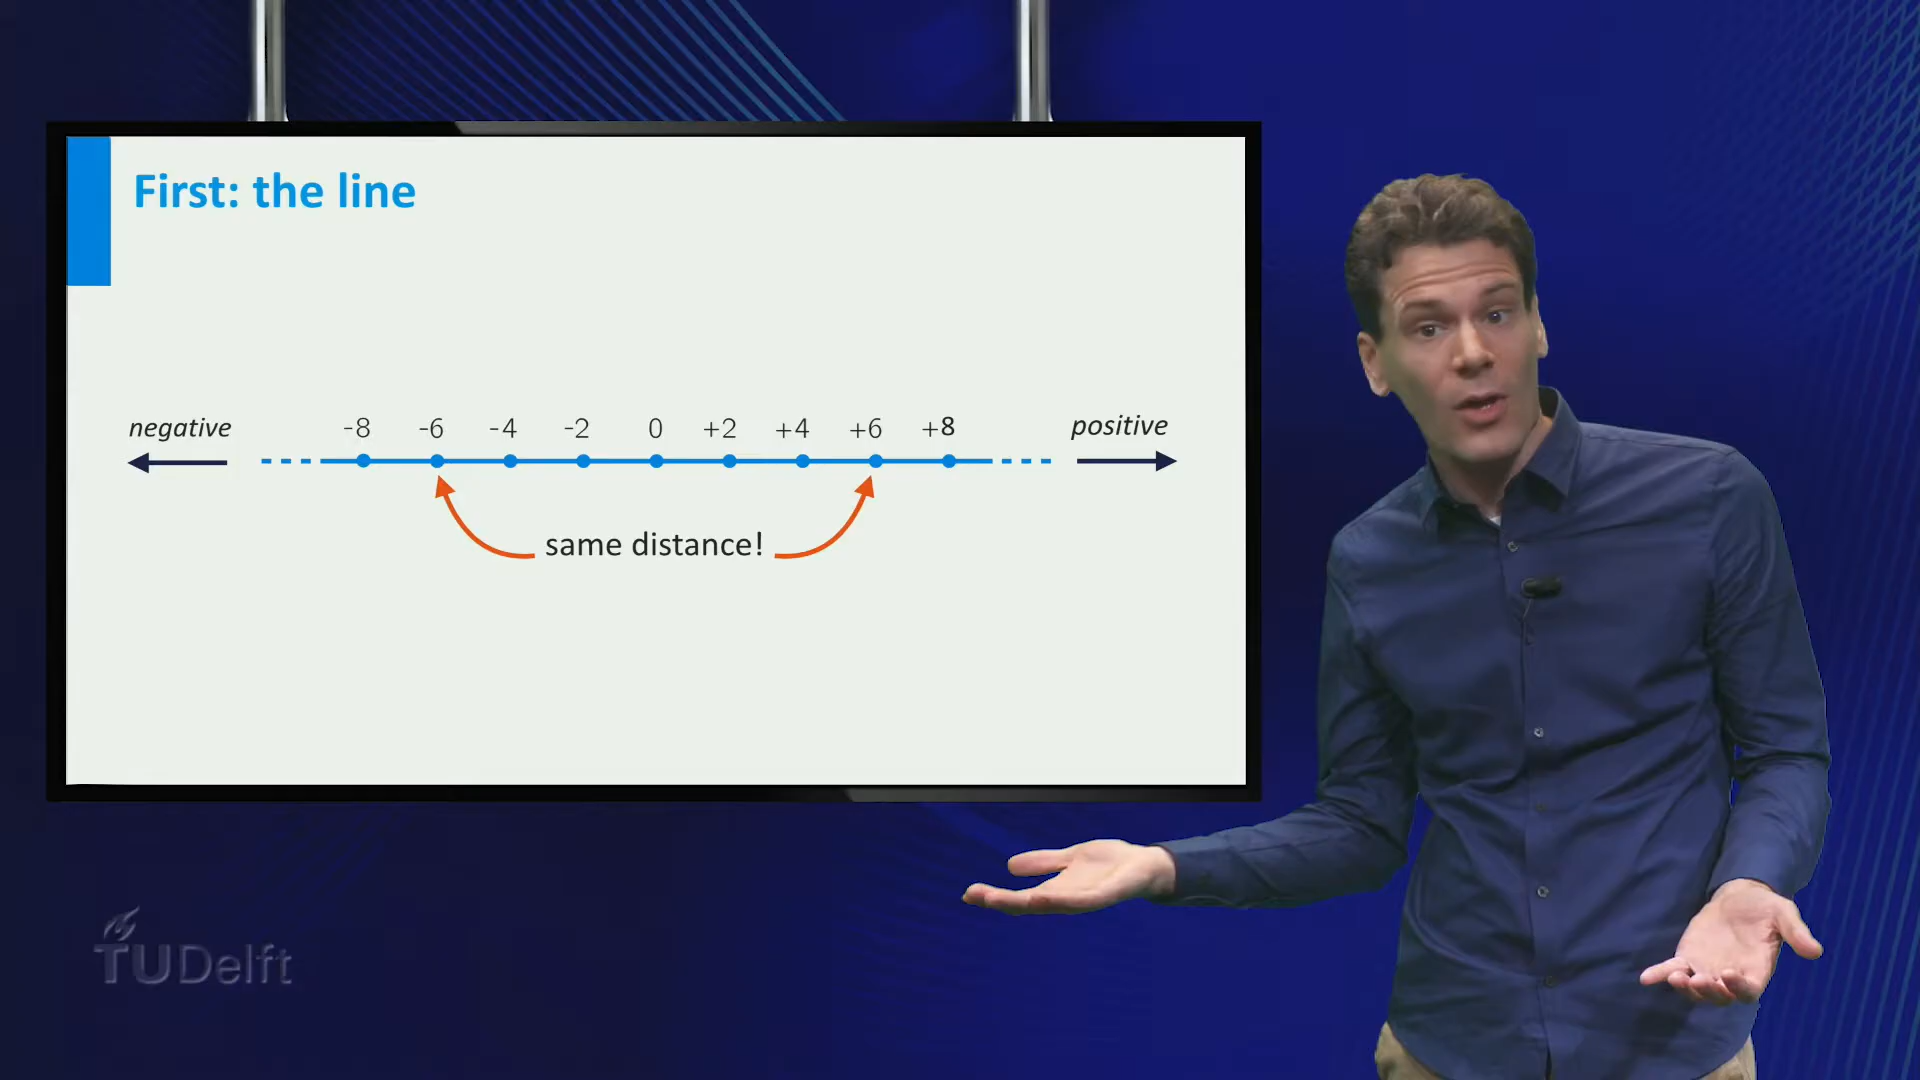 First: the line
negative -8 -6 -4 -2 0 +2 +4 +6 +8 positive
same distance!
TUDelft